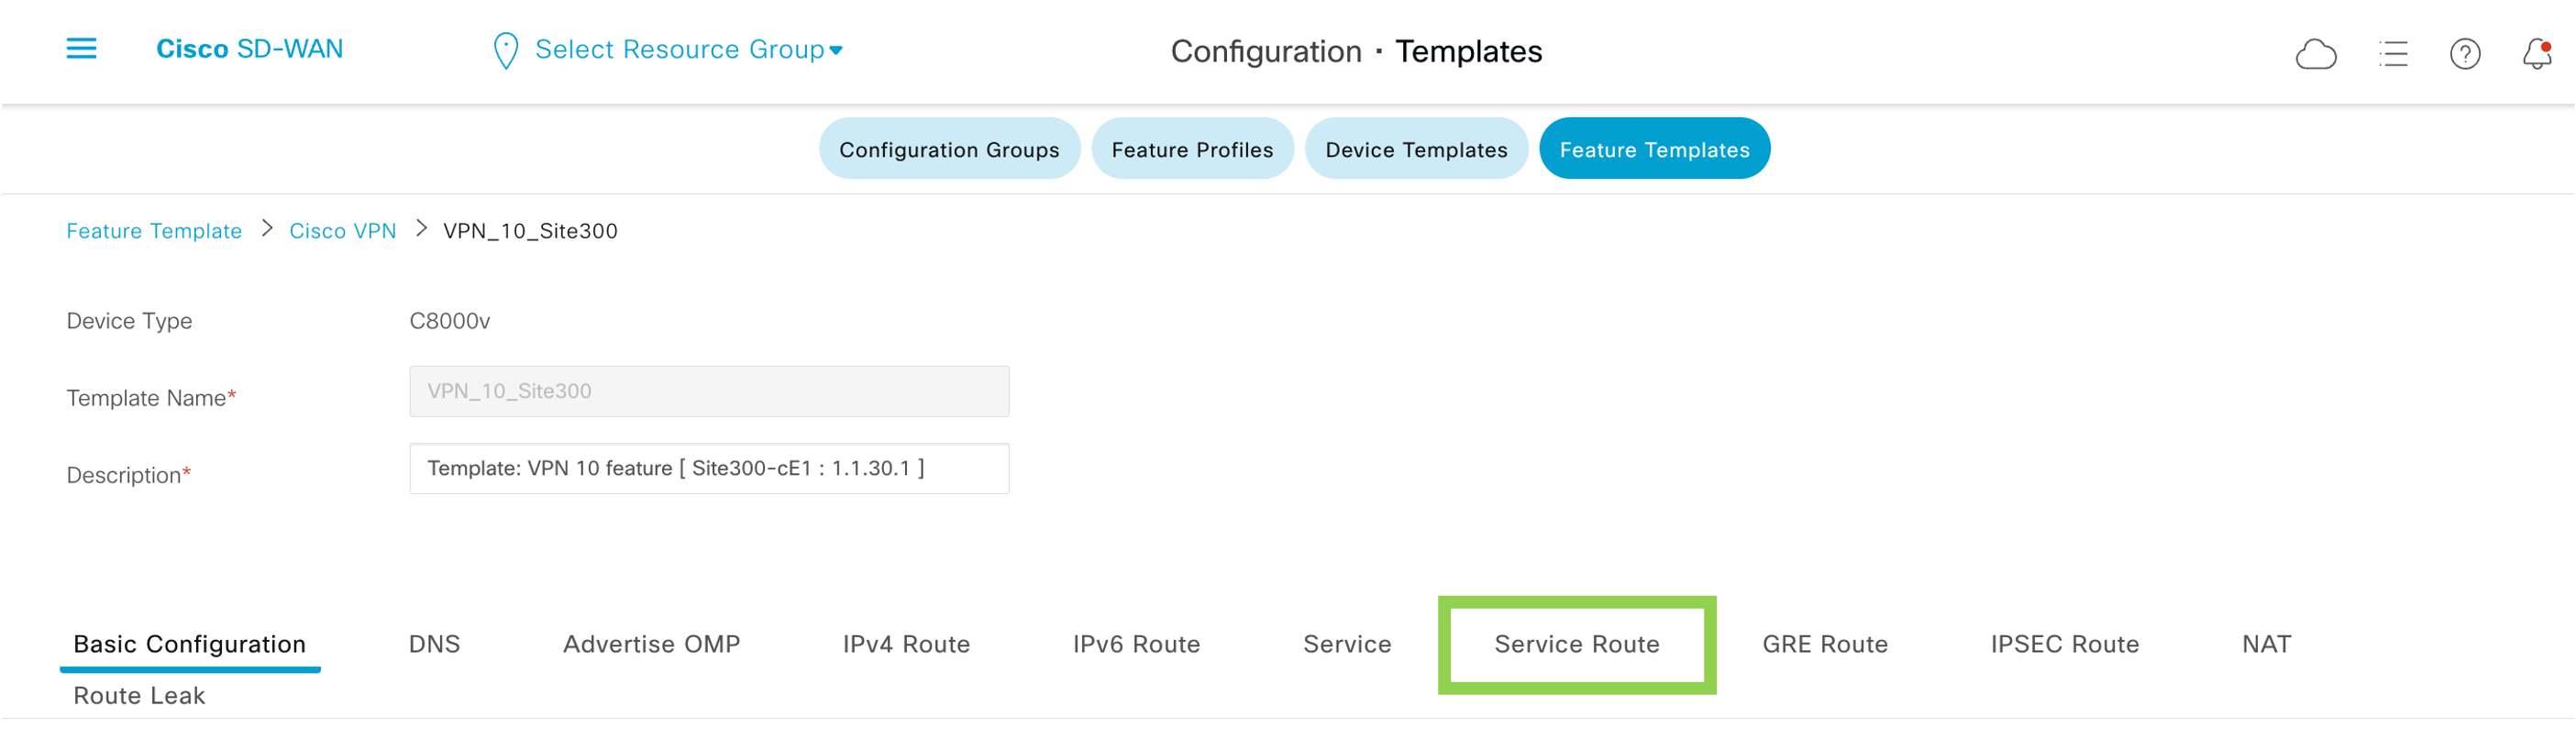 Cisco SD-WAN Select Resource Group Configuration · Templates
Configuration Groups Feature Profiles Device Templates Feature Templates
Feature Template > Cisco VPN > VPN_10_Site300
Device Type C8000v
Template Name* VPN_10_Site300
Description* Template: VPN 10 feature [ Site300-cE1 : 1.1.30.1 ]
Basic Configuration DNS Advertise OMP IPv4 Route IPv6 Route Service Service Route GRE Route IPSEC Route NAT
Route Leak